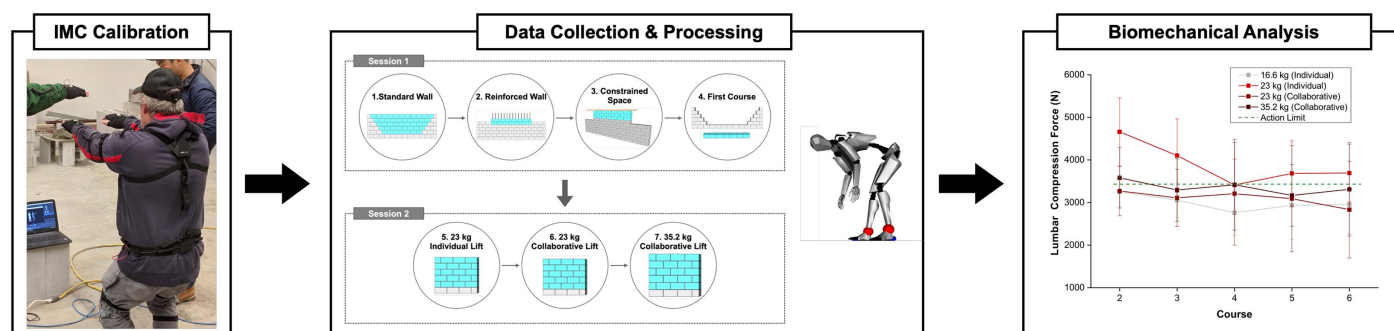 IMC Calibration
Data Collection & Processing
Session 1
1.Standard Wall
2. Reinforced Wall
3. Constrained
Space
4. First Course
Session 2
5. 23 kg
Individual Lift
6. 23 kg
Collaborative Lift
7. 35.2 kg
Collaborative Lift
Biomechanical Analysis
Lumbar Compression Force (N)
6000
5000
4000
3000
2000
1000
16.6 kg (Individual)
23 kg (Individual)
23 kg (Collaborative)
35.2 kg (Collaborative)
Action Limit
2 3 4 5 6
Course